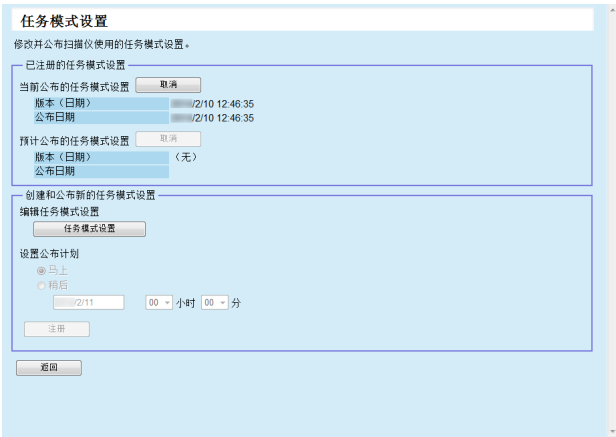 任务模式设置
修改并公布扫描仪使用的任务模式设置。
已注册的任务模式设置
当前公布的任务模式设置 取消
版本（日期） /2/10 12:46:35
公布日期 /2/10 12:46:35
预计公布的任务模式设置 取消
版本（日期） （无）
公布日期
创建和公布新的任务模式设置
编辑任务模式设置
任务模式设置
设置公布计划
马上
稍后
/2/11 00 小时 00 分
注册
返回